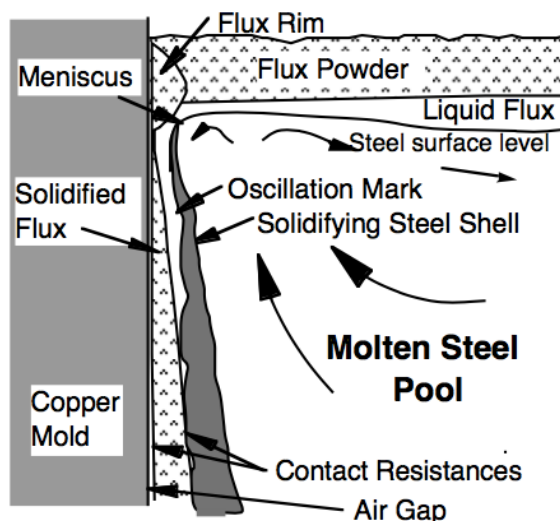 Flux Rim
Meniscus
Flux Powder
Liquid Flux
Steel surface level
Solidified
Flux
Oscillation Mark
Solidifying Steel Shell
Molten Steel
Pool
Copper
Mold
Contact Resistances
Air Gap